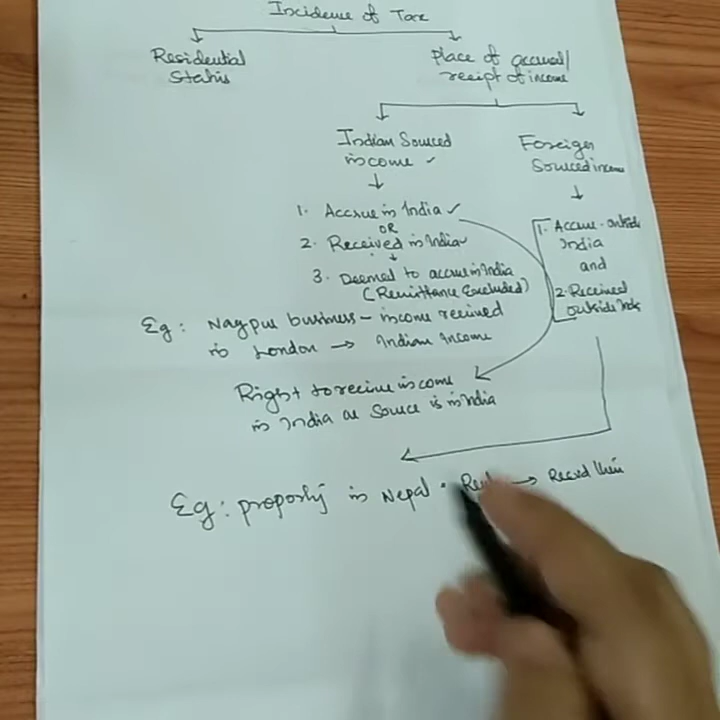 Incidence of Tax
Residential
Status
Place of accrual/
receipt of income
Indian Sourced
income ✓
Foreign
Sourced income
1. Accrue in India ✓
OR
2. Received in India ✓
3. Deemed to accrue in India
(Remittance Excluded)
1. Accrue - outside
India
and
2. Received
outside India
Eg: Nagpur business - income received
in London → Indian Income
Right to receive income
in India as Source is in India
Eg: property in Nepal → Recvd